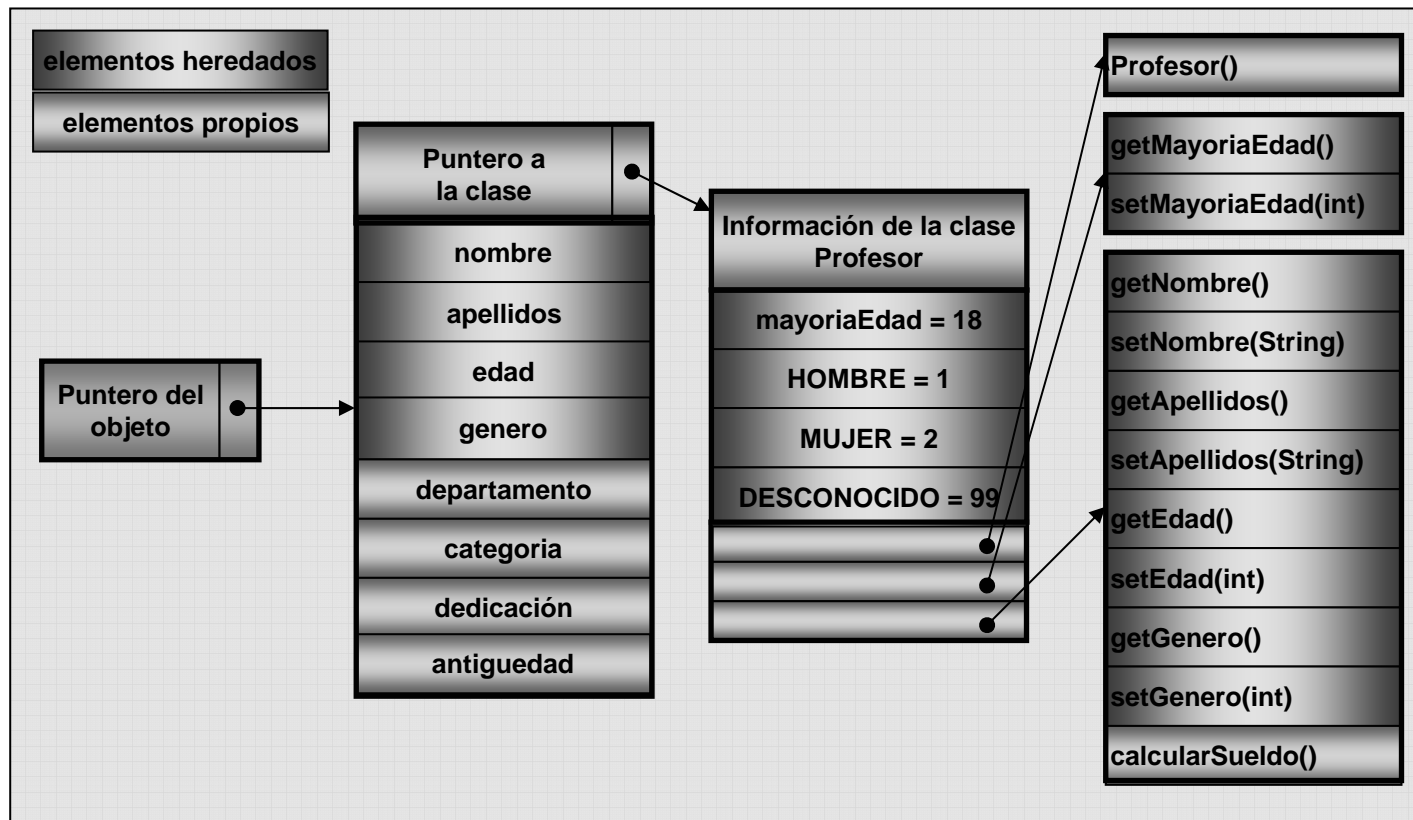 elementos heredados
elementos propios
Puntero del
objeto
Puntero a
la clase
nombre
apellidos
edad
genero
departamento
categoria
dedicación
antiguedad
Información de la clase
Profesor
mayoriaEdad = 18
HOMBRE = 1
MUJER = 2
DESCONOCIDO = 99
Profesor()
getMayoriaEdad()
setMayoriaEdad(int)
getNombre()
setNombre(String)
getApellidos()
setApellidos(String)
getEdad()
setEdad(int)
getGenero()
setGenero(int)
calcularSueldo()